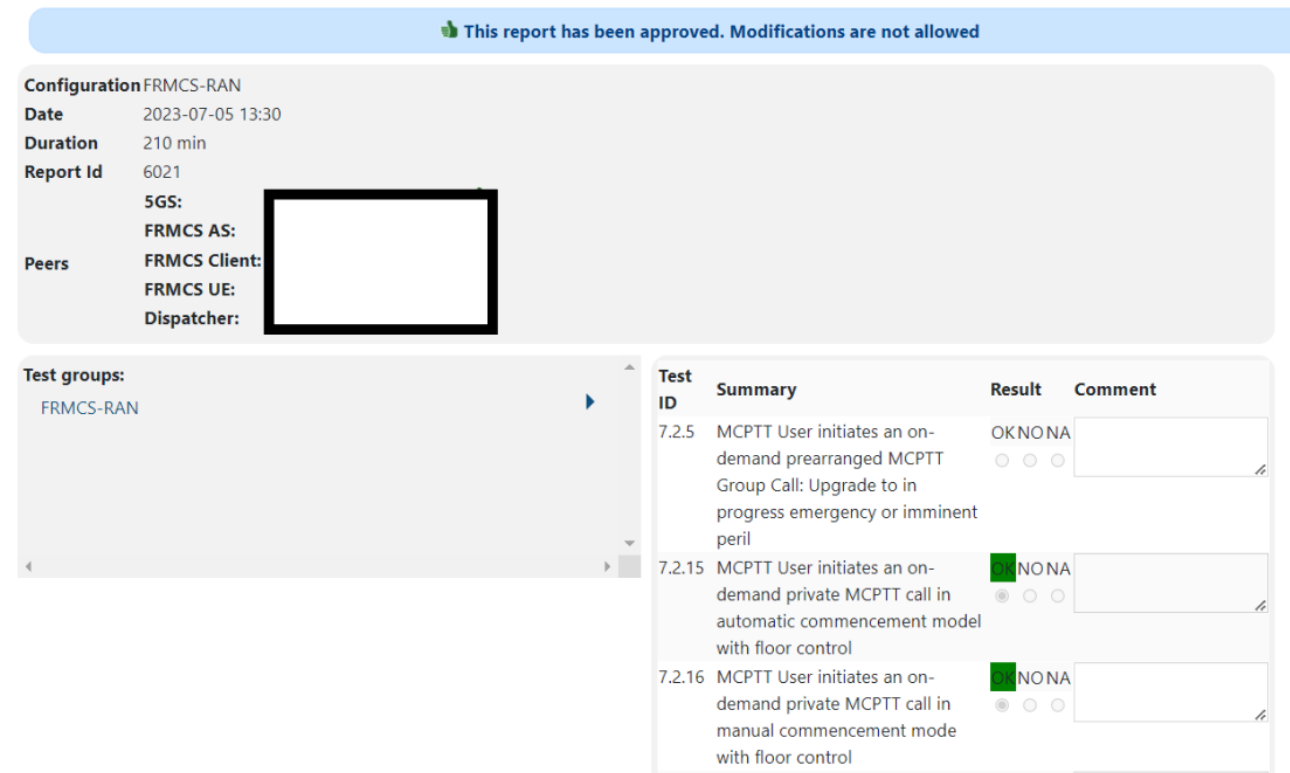 This report has been approved. Modifications are not allowed
Configuration FRMCS-RAN
Date 2023-07-05 13:30
Duration 210 min
Report Id 6021
Peers
5GS:
FRMCS AS:
FRMCS Client:
FRMCS UE:
Dispatcher:
Test groups:
FRMCS-RAN
Test ID Summary Result Comment
7.2.5 MCPTT User initiates an on- OK NO NA
demand prearranged MCPTT
Group Call: Upgrade to in
progress emergency or imminent
peril
7.2.15 MCPTT User initiates an on- OK NO NA
demand private MCPTT call in
automatic commencement model
with floor control
7.2.16 MCPTT User initiates an on- OK NO NA
demand private MCPTT call in
manual commencement mode
with floor control